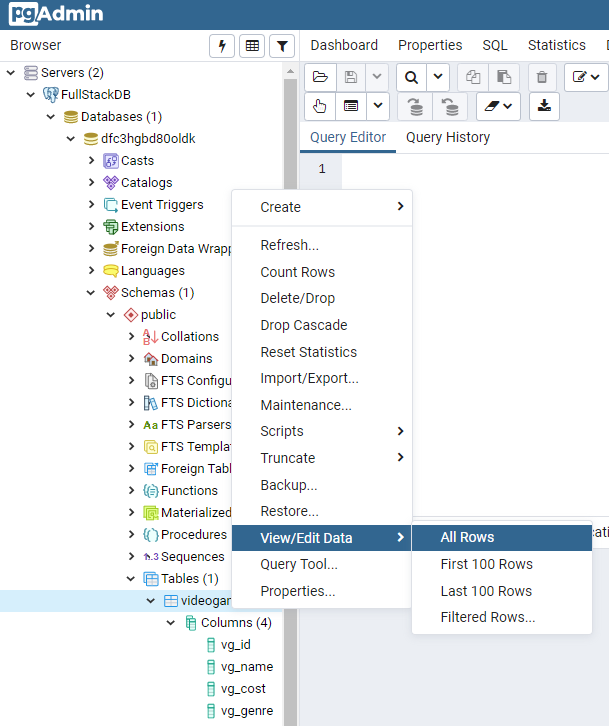 pgAdmin
Browser
Dashboard Properties SQL Statistics
Servers (2)
FullStackDB
Databases (1)
dfc3hgbd80oldk
Casts
Catalogs
Event Triggers
Extensions
Foreign Data Wrapp
Languages
Schemas (1)
public
A
B
Collations
Domains
FTS Configu
FTS Dictiona
Aa FTS Parsers
FTS Templat
Foreign Tabl
Functions
Materialized
Procedures
1..3 Sequences
Tables (1)
videogam
Columns (4)
vg_id
vg_name
vg_cost
vg_genre
Query Editor Query History
1
Create
Refresh...
Count Rows
Delete/Drop
Drop Cascade
Reset Statistics
Import/Export...
Maintenance...
Scripts
Truncate
Backup...
Restore...
View/Edit Data
Query Tool...
Properties...
All Rows
First 100 Rows
Last 100 Rows
Filtered Rows...